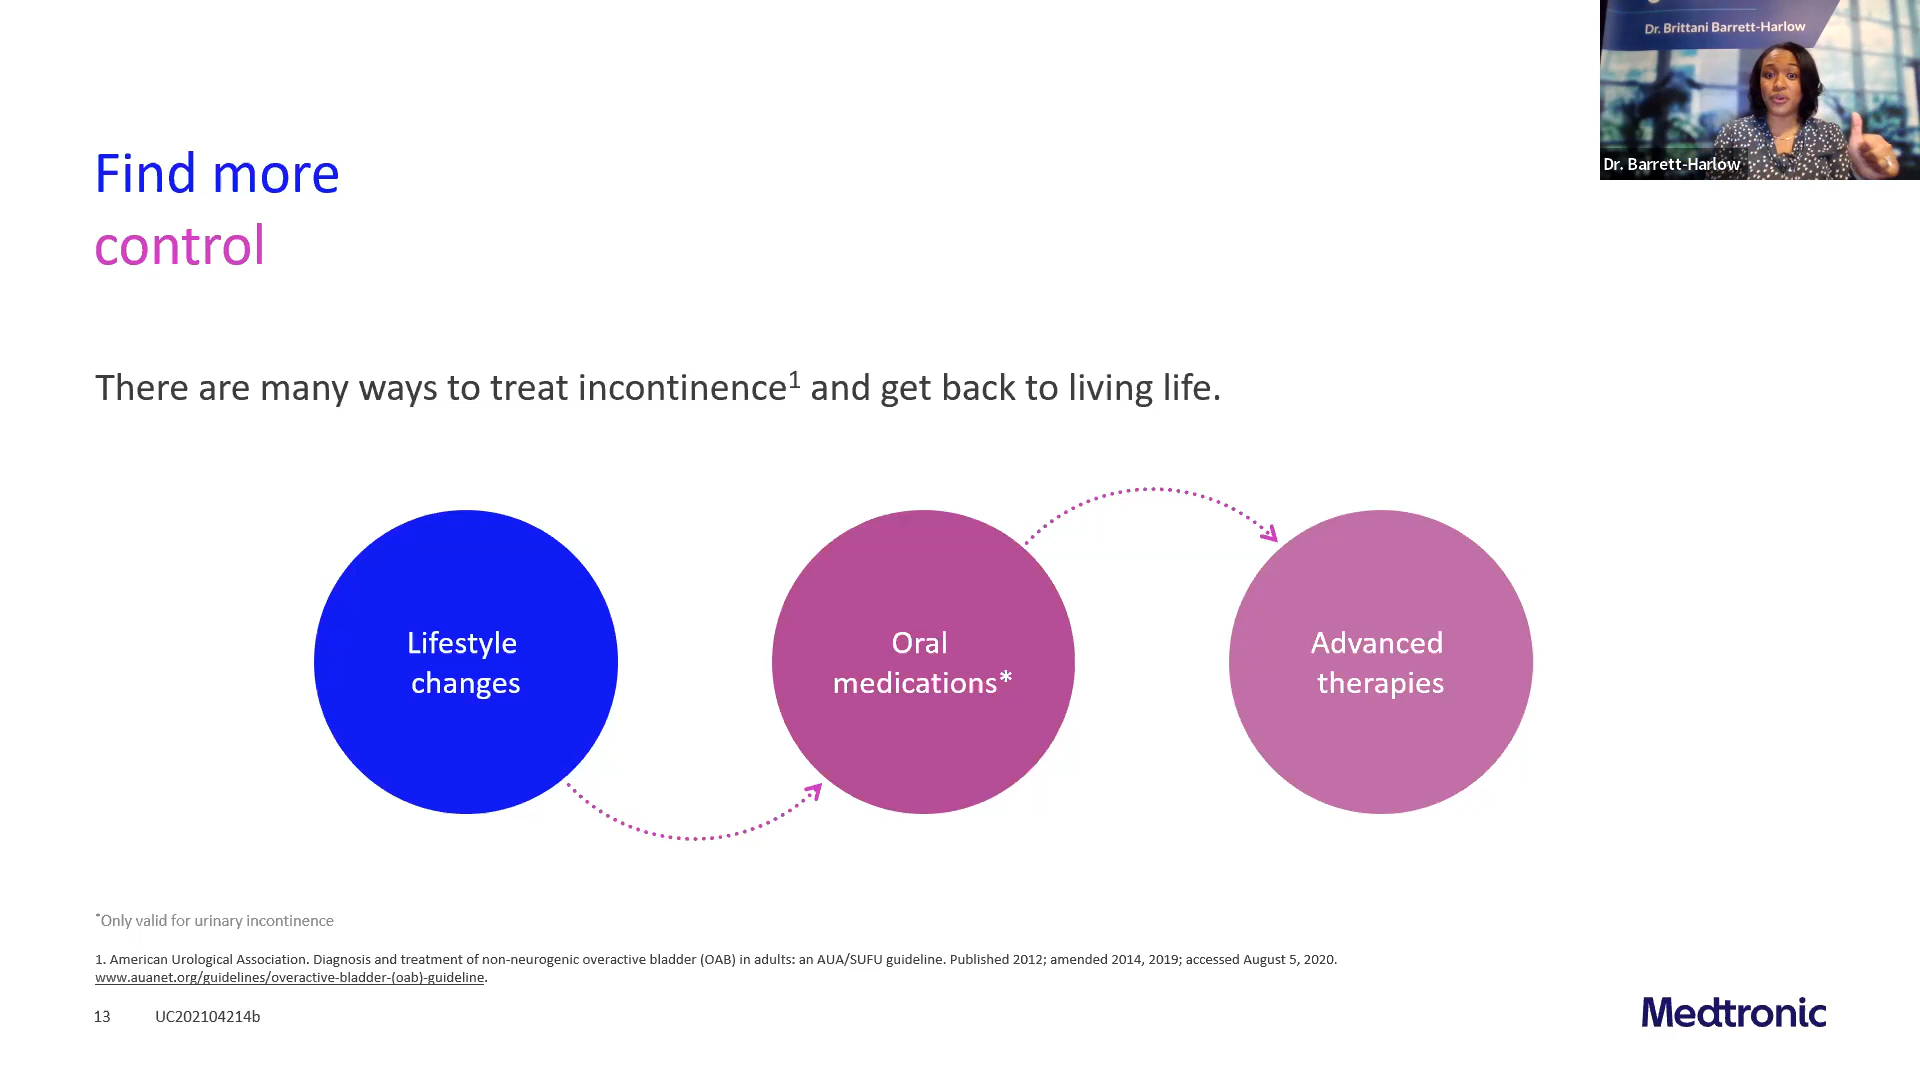 Dr. Brittani Barrett-Harlow
Dr. Barrett-Harlow
Find more
control
There are many ways to treat incontinence¹ and get back to living life.
Lifestyle
changes
Oral
medications*
Advanced
therapies
*Only valid for urinary incontinence
1. American Urological Association. Diagnosis and treatment of non-neurogenic overactive bladder (OAB) in adults: an AUA/SUFU guideline. Published 2012; amended 2014, 2019; accessed August 5, 2020.
www.auanet.org/guidelines/overactive-bladder-(oab)-guideline.
13 UC202104214b
Medtronic